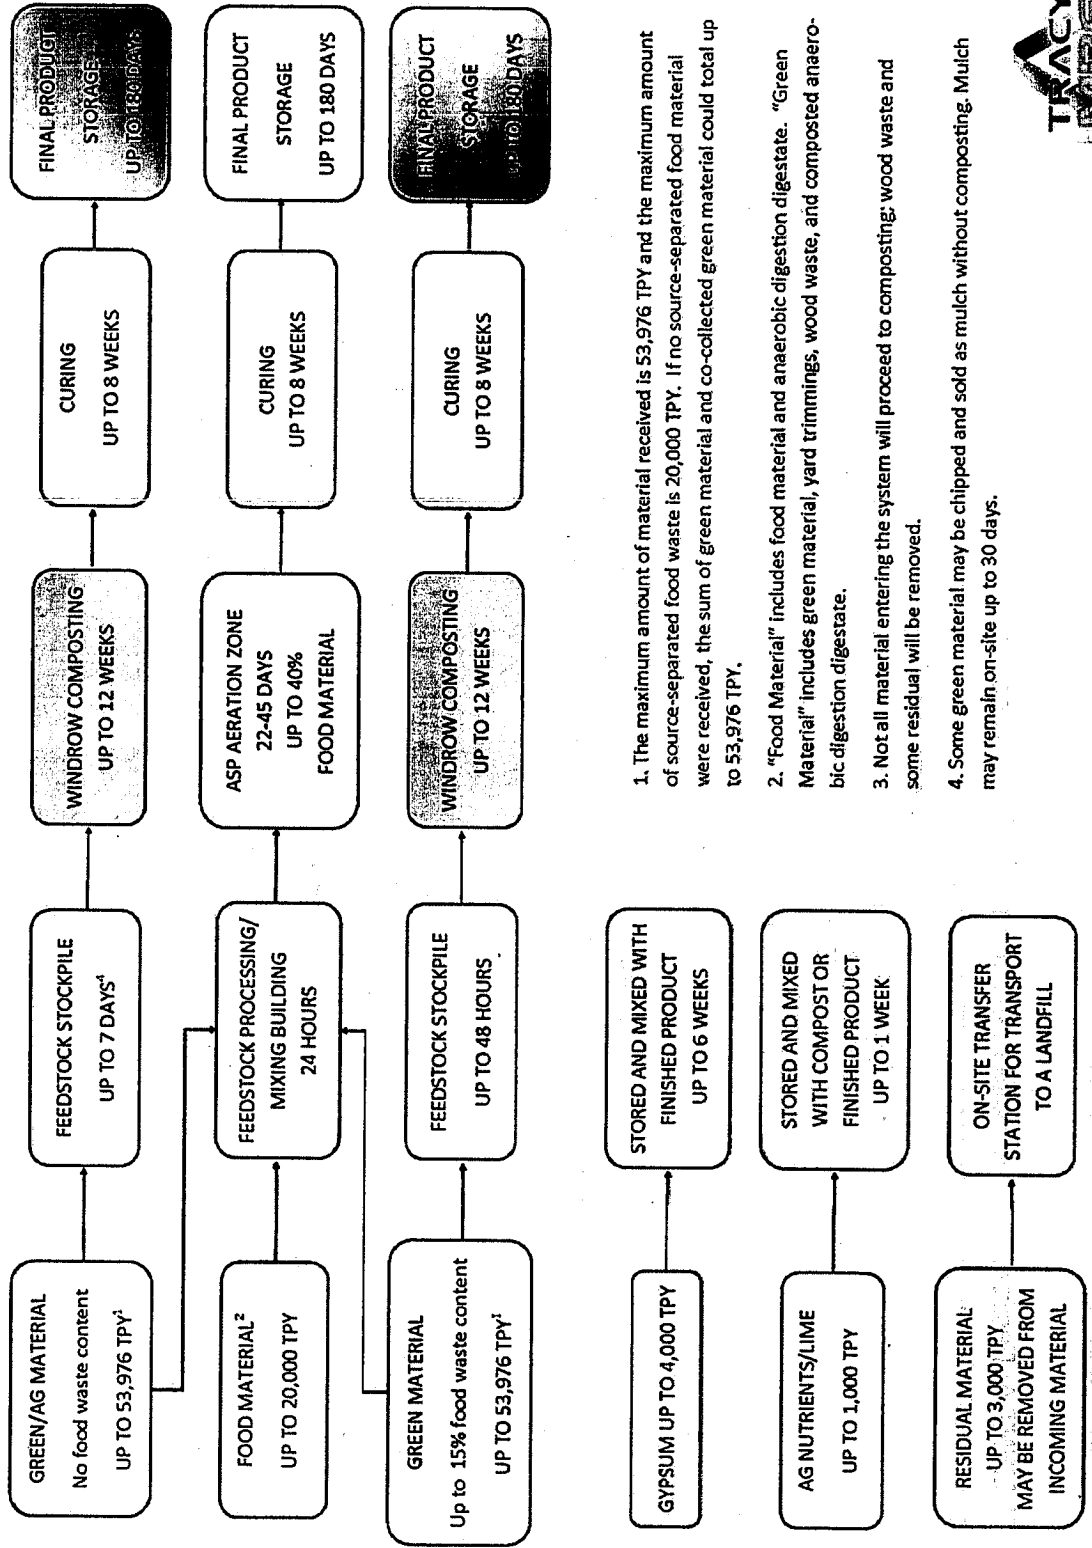 GREEN/AG MATERIAL
No food waste content
UP TO 53,976 TPY¹
FEEDSTOCK STOCKPILE
UP TO 7 DAYS⁴
WINDROW COMPOSTING
UP TO 12 WEEKS
CURING
UP TO 8 WEEKS
FINAL PRODUCT
STORAGE
UP TO 180 DAYS
FOOD MATERIAL²
UP TO 20,000 TPY
FEEDSTOCK PROCESSING/
MIXING BUILDING
24 HOURS
ASP AERATION ZONE
22-45 DAYS
UP TO 40%
FOOD MATERIAL
CURING
UP TO 8 WEEKS
FINAL PRODUCT
STORAGE
UP TO 180 DAYS
GREEN MATERIAL
Up to 15% food waste content
UP TO 53,976 TPY¹
FEEDSTOCK STOCKPILE
UP TO 48 HOURS
WINDROW COMPOSTING
UP TO 12 WEEKS
CURING
UP TO 8 WEEKS
FINAL PRODUCT
STORAGE
UP TO 180 DAYS
GYPSUM UP TO 4,000 TPY
STORED AND MIXED WITH
FINISHED PRODUCT
UP TO 6 WEEKS
AG NUTRIENTS/LIME
UP TO 1,000 TPY
STORED AND MIXED
WITH COMPOST OR
FINISHED PRODUCT
UP TO 1 WEEK
RESIDUAL MATERIAL
UP TO 3,000 TPY
MAY BE REMOVED FROM
INCOMING MATERIAL
ON-SITE TRANSFER
STATION FOR TRANSPORT
TO A LANDFILL
1. The maximum amount of material received is 53,976 TPY and the maximum amount
of source-separated food waste is 20,000 TPY. If no source-separated food material
were received, the sum of green material and co-collected green material could total up
to 53,976 TPY.
2. "Food Material" includes food material and anaerobic digestion digestate. "Green
Material" includes green material, yard trimmings, wood waste, and composted anaero-
bic digestion digestate.
3. Not all material entering the system will proceed to composting; wood waste and
some residual will be removed.
4. Some green material may be chipped and sold as mulch without composting. Mulch
may remain on-site up to 30 days.
TRACY